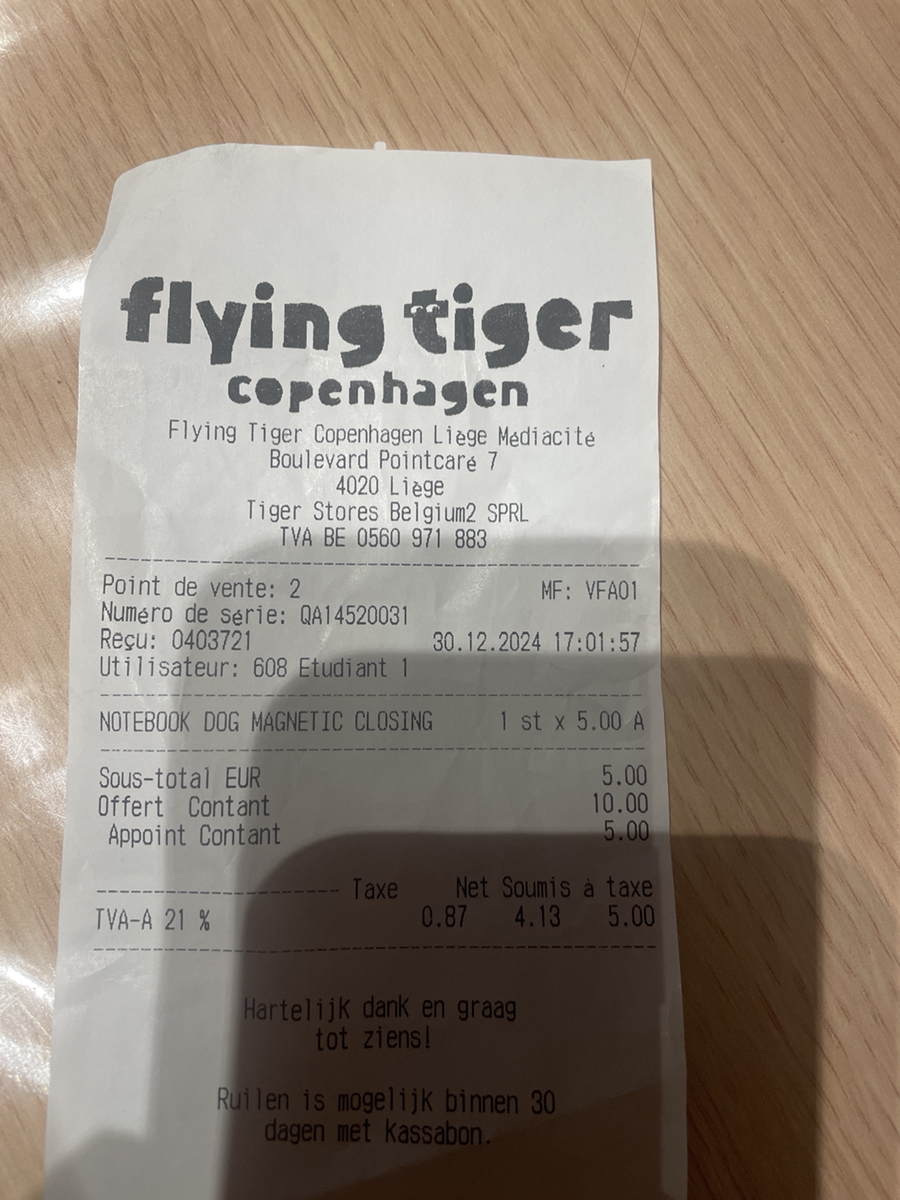 flying tiger
copenhagen
Flying Tiger Copenhagen Liège Médiacité
Boulevard Pointcaré 7
4020 Liège
Tiger Stores Belgium2 SPRL
TVA BE 0560 971 883
Point de vente: 2 MF: VFA01
Numéro de série: QA14520031
Reçu: 0403721 30.12.2024 17:01:57
Utilisateur: 608 Etudiant 1
NOTEBOOK DOG MAGNETIC CLOSING 1 st x 5.00 A
Sous-total EUR 5.00
Offert Contant 10.00
Appoint Contant 5.00
Taxe Net Soumis à taxe
TVA-A 21 % 0.87 4.13 5.00
Hartelijk dank en graag
tot ziens!
Ruilen is mogelijk binnen 30
dagen met Kassabon.